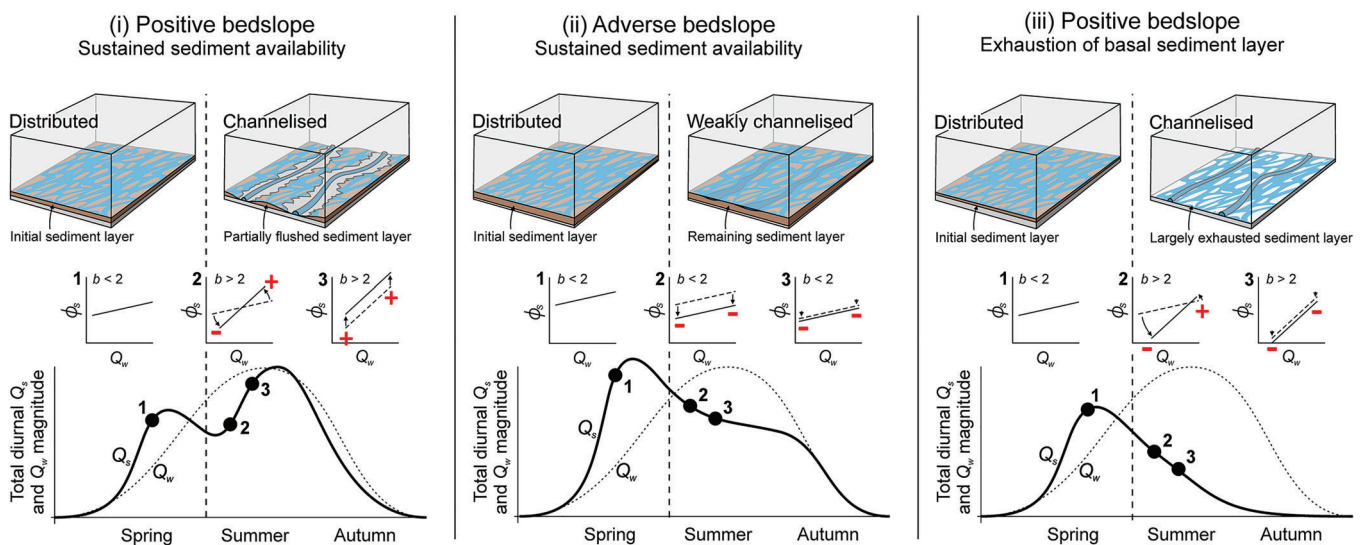 (i) Positive bedslope
Sustained sediment availability
Distributed
Channelised
Initial sediment layer
Partially flushed sediment layer
1 b < 2
ϕs
Qw
2 b > 2
ϕs
+
-
Qw
3 b > 2
ϕs
+
+
Qw
Total diurnal Qs
and Qw magnitude
1
2
3
Qs
Qw
Spring
Summer
Autumn
(ii) Adverse bedslope
Sustained sediment availability
Distributed
Weakly channelised
Initial sediment layer
Remaining sediment layer
1 b < 2
ϕs
Qw
2 b < 2
ϕs
-
-
Qw
3 b < 2
ϕs
-
-
Qw
Total diurnal Qs
and Qw magnitude
1
2
3
Qs
Qw
Spring
Summer
Autumn
(iii) Positive bedslope
Exhaustion of basal sediment layer
Distributed
Channelised
Initial sediment layer
Largely exhausted sediment layer
1 b < 2
ϕs
Qw
2 b > 2
ϕs
+
-
Qw
3 b > 2
ϕs
-
-
Qw
Total diurnal Qs
and Qw magnitude
1
2
3
Qs
Qw
Spring
Summer
Autumn